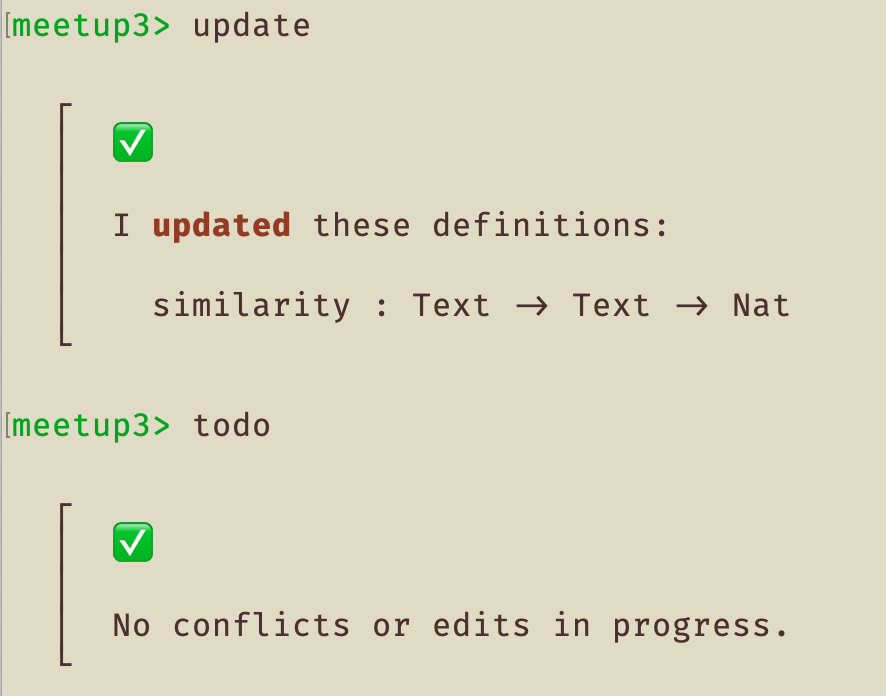 meetup3> update
✅
I updated these definitions:
similarity : Text -> Text -> Nat
meetup3> todo
✅
No conflicts or edits in progress.